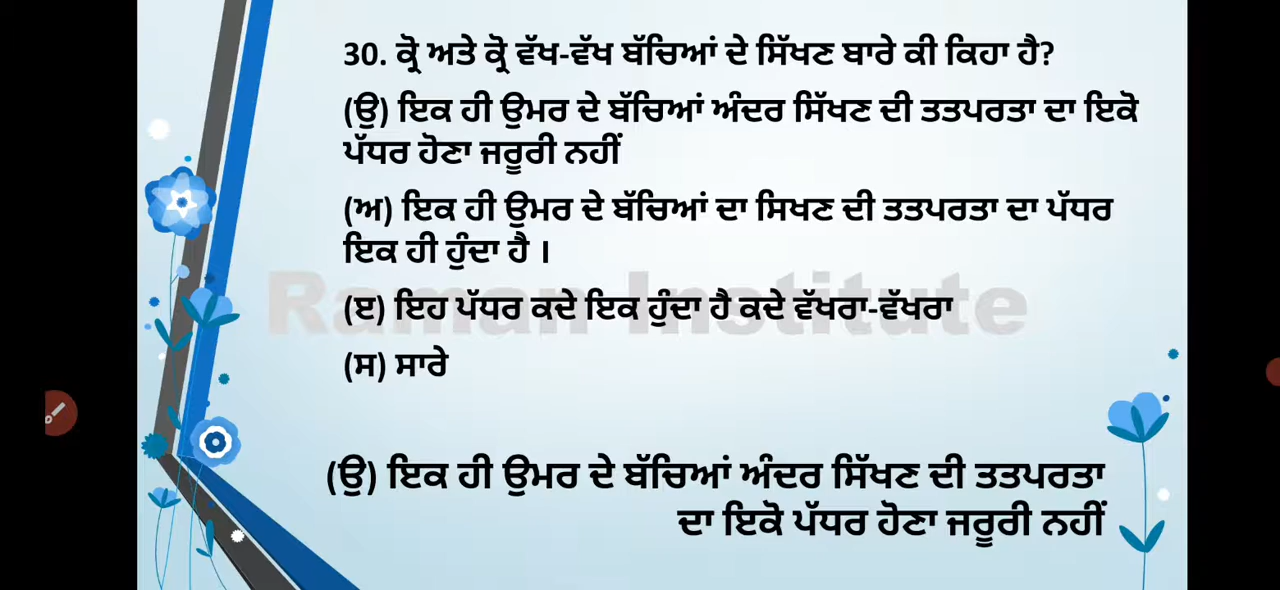 30. ਕ੍ਰੋ ਅਤੇ ਕ੍ਰੋ ਵੱਖ-ਵੱਖ ਬੱਚਿਆਂ ਦੇ ਸਿੱਖਣ ਬਾਰੇ ਕੀ ਕਿਹਾ ਹੈ?
(ਉ) ਇਕ ਹੀ ਉਮਰ ਦੇ ਬੱਚਿਆਂ ਅੰਦਰ ਸਿੱਖਣ ਦੀ ਤਤਪਰਤਾ ਦਾ ਇਕੋ
ਪੱਧਰ ਹੋਣਾ ਜਰੂਰੀ ਨਹੀਂ
(ਅ) ਇਕ ਹੀ ਉਮਰ ਦੇ ਬੱਚਿਆਂ ਦਾ ਸਿਖਣ ਦੀ ਤਤਪਰਤਾ ਦਾ ਪੱਧਰ
ਇਕ ਹੀ ਹੁੰਦਾ ਹੈ ।
(ੲ) ਇਹ ਪੱਧਰ ਕਦੇ ਇਕ ਹੁੰਦਾ ਹੈ ਕਦੇ ਵੱਖਰਾ-ਵੱਖਰਾ
Raman Institute
(ਸ) ਸਾਰੇ
(ਉ) ਇਕ ਹੀ ਉਮਰ ਦੇ ਬੱਚਿਆਂ ਅੰਦਰ ਸਿੱਖਣ ਦੀ ਤਤਪਰਤਾ
ਦਾ ਇਕੋ ਪੱਧਰ ਹੋਣਾ ਜਰੂਰੀ ਨਹੀਂ